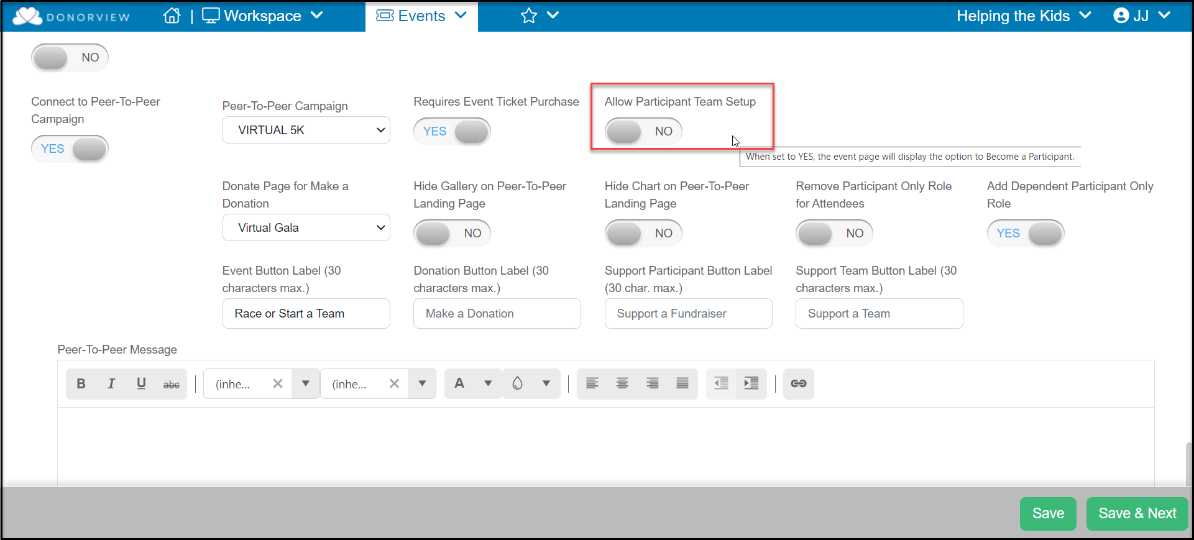 DONORVIEW Workspace Events Helping the Kids JJ
NO
Connect to Peer-To-Peer
Campaign
YES
Peer-To-Peer Campaign
VIRTUAL 5K
Requires Event Ticket Purchase
YES
Allow Participant Team Setup
NO
When set to YES, the event page will display the option to Become a Participant.
Donate Page for Make a
Donation
Virtual Gala
Hide Gallery on Peer-To-Peer
Landing Page
NO
Hide Chart on Peer-To-Peer
Landing Page
NO
Remove Participant Only Role
for Attendees
NO
Add Dependent Participant Only
Role
YES
Event Button Label (30
characters max.)
Race or Start a Team
Donation Button Label (30
characters max.)
Make a Donation
Support Participant Button Label
(30 char. max.)
Support a Fundraiser
Support Team Button Label (30
characters max.)
Support a Team
Peer-To-Peer Message
B I U abc (inhe... (inhe... A
Save Save & Next